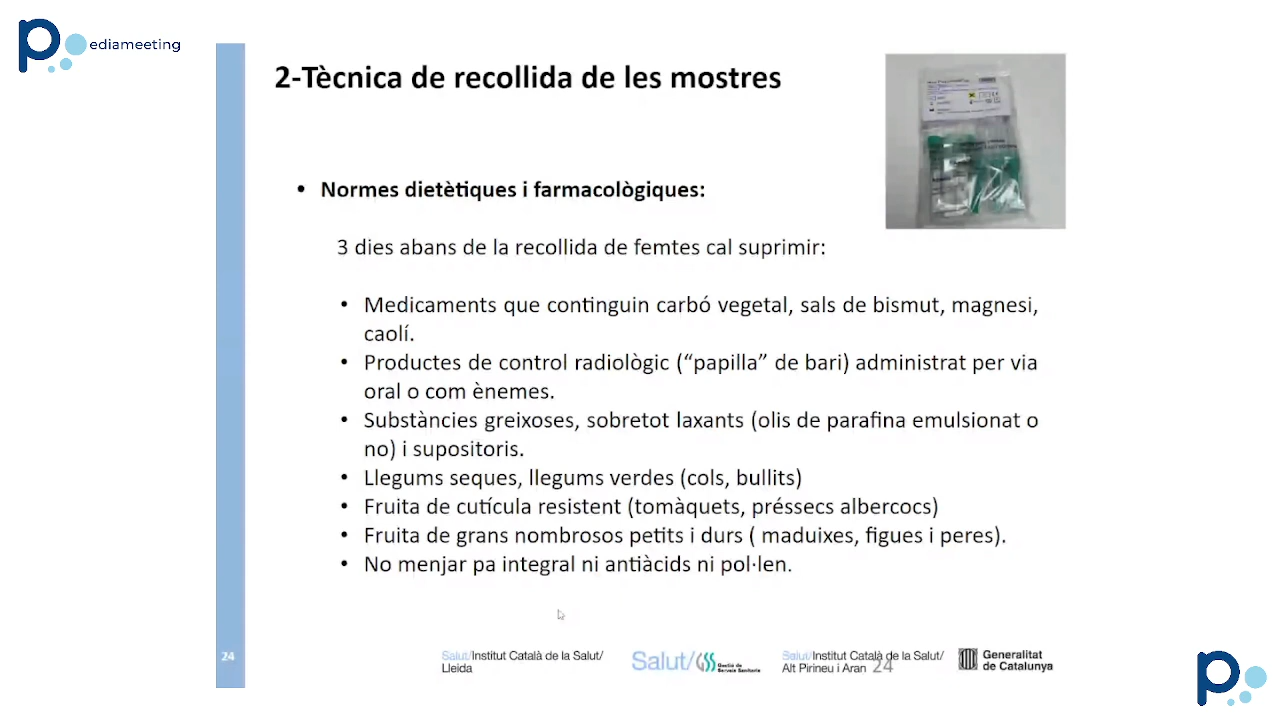 ediameeting
2-Tècnica de recollida de les mostres
• Normes dietètiques i farmacològiques:
3 dies abans de la recollida de femtes cal suprimir:
• Medicaments que continguin carbó vegetal, sals de bismut, magnesi,
caolí.
• Productes de control radiològic (“papilla” de bari) administrat per via
oral o com ènemes.
• Substàncies greixoses, sobretot laxants (olis de parafina emulsionat o
no) i supositoris.
• Llegums seques, llegums verdes (cols, bullits)
• Fruita de cutícula resistent (tomàquets, préssecs albercocs)
• Fruita de grans nombrosos petits i durs ( maduixes, figues i peres).
• No menjar pa integral ni antiàcids ni pol·len.
24
Salut/Institut Català de la Salut/
Lleida
Salut/ Gestió de
Serveis Sanitaris
Salut/Institut Català de la Salut/
Alt Pirineu i Aran 24
Generalitat
de Catalunya